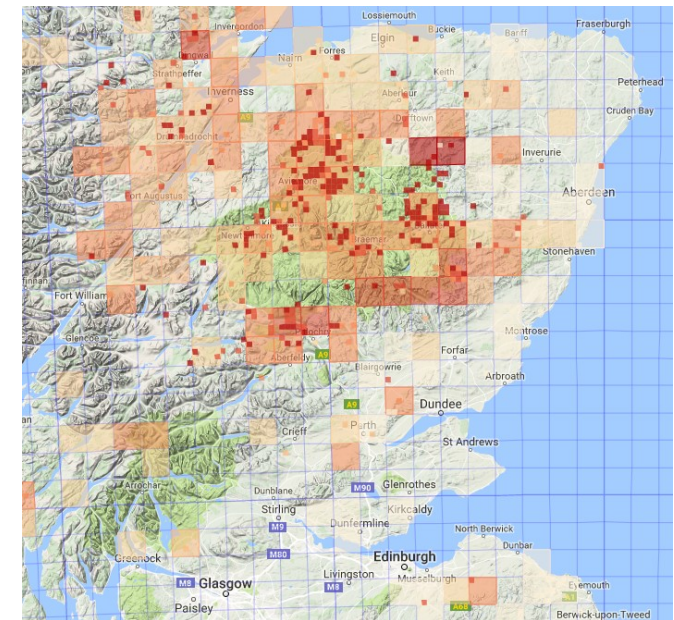 Lossiemouth
Fraserburgh
Invergordon
Elgin
Buckie
Banff
Nairn
Forres
Dingwall
Strathpeffer
Keith
Peterhead
Inverness
Aberlour
Cruden Bay
A9
Dufftown
Drumnadrochit
Inverurie
Aviemore
Fort Augustus
Aberdeen
Newtonmore
Braemar
Stonehaven
Fort William
Glencoe
Pitlochry
Montrose
Aberfeldy
A9
Forfar
Blairgowrie
Arbroath
A9
Dundee
Crieff
Perth
St Andrews
Arrochar
Dunblane
M90
Glenrothes
Stirling
Kirkcaldy
M9
Dunfermline
North Berwick
Dunbar
Greenock
M80
Edinburgh
M8
Glasgow
Livingston
Musselburgh
Eyemouth
M8
Paisley
A68
Berwick-upon-Tweed